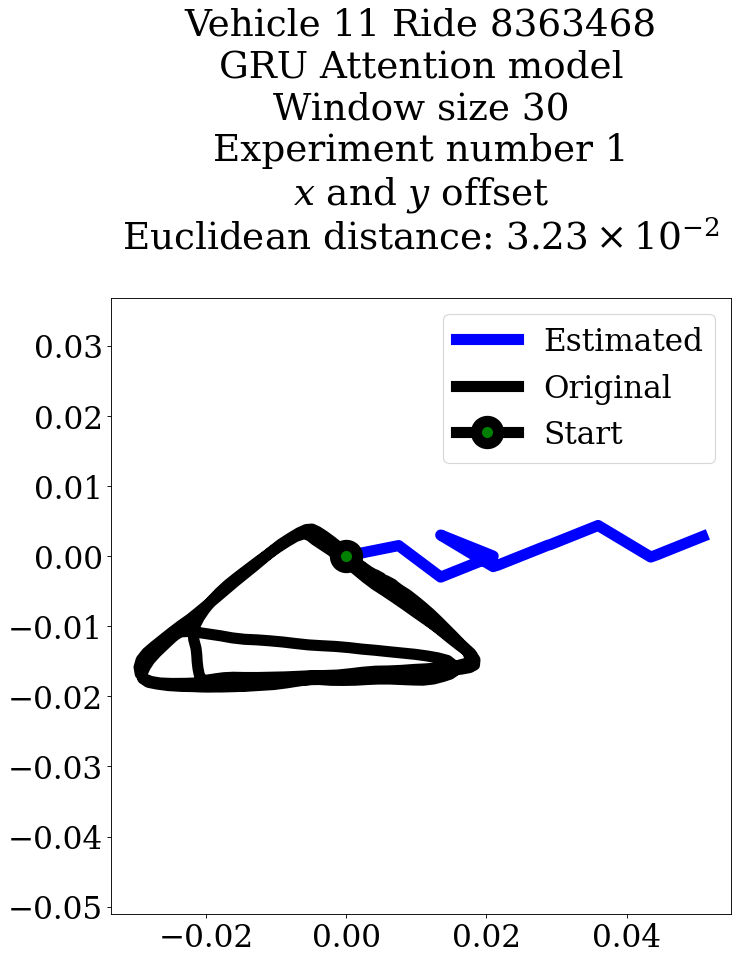 Vehicle 11 Ride 8363468
GRU Attention model
Window size 30
Experiment number 1
x and y offset
Euclidean distance: 3.23 × 10⁻²
Estimated
Original
Start
0.03
0.02
0.01
0.00
−0.01
−0.02
−0.03
−0.04
−0.05
−0.02 0.00 0.02 0.04